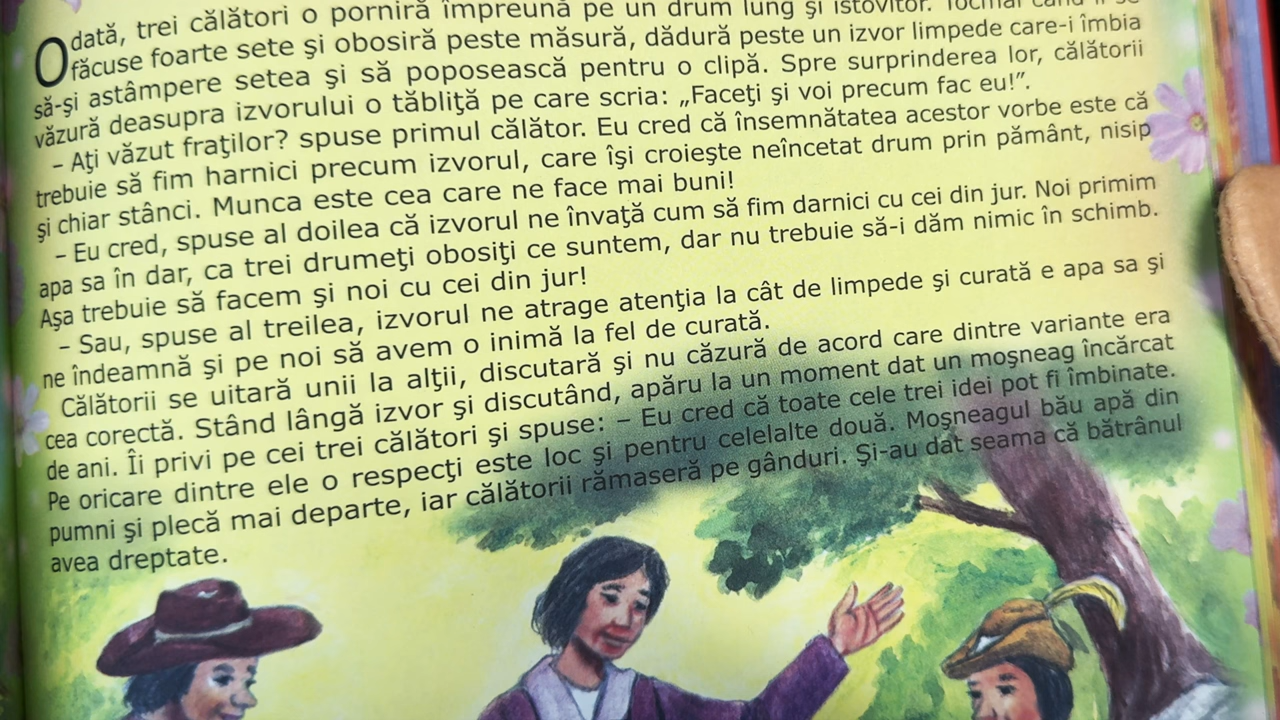 Odată, trei călători o porniră împreună pe un drum lung şi istovitor. Tocmai când li se
făcuse foarte sete şi obosiră peste măsură, dădură peste un izvor limpede care-i îmbia
să-şi astâmpere setea şi să poposească pentru o clipă. Spre surprinderea lor, călătorii
văzură deasupra izvorului o tăbliţă pe care scria: „Faceţi şi voi precum fac eu!”.
– Aţi văzut fraţilor? spuse primul călător. Eu cred că însemnătatea acestor vorbe este că
trebuie să fim harnici precum izvorul, care îşi croieşte neîncetat drum prin pământ, nisip
şi chiar stânci. Munca este cea care ne face mai buni!
– Eu cred, spuse al doilea că izvorul ne învaţă cum să fim darnici cu cei din jur. Noi primim
apa sa în dar, ca trei drumeţi obosiţi ce suntem, dar nu trebuie să-i dăm nimic în schimb.
Aşa trebuie să facem şi noi cu cei din jur!
– Sau, spuse al treilea, izvorul ne atrage atenţia la cât de limpede şi curată e apa sa şi
ne îndeamnă şi pe noi să avem o inimă la fel de curată.
Călătorii se uitară unii la alţii, discutară şi nu căzură de acord care dintre variante era
cea corectă. Stând lângă izvor şi discutând, apăru la un moment dat un moşneag încărcat
de ani. Îi privi pe cei trei călători şi spuse: – Eu cred că toate cele trei idei pot fi îmbinate.
Pe oricare dintre ele o respecţi este loc şi pentru celelalte două. Moşneagul bău apă din
pumni şi plecă mai departe, iar călătorii rămaseră pe gânduri. Şi-au dat seama că bătrânul
avea dreptate.